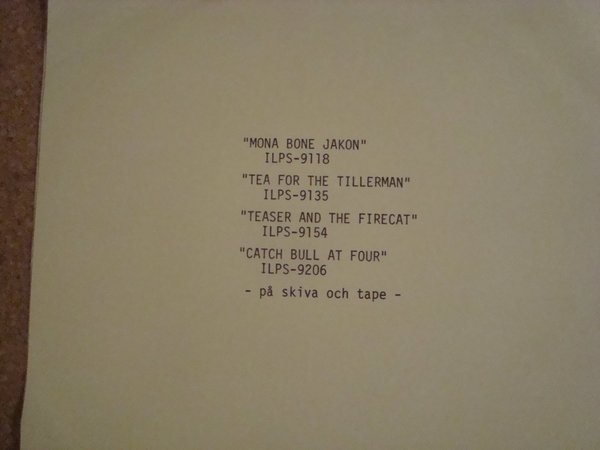 "MONA BONE JAKON"
ILPS-9118
"TEA FOR THE TILLERMAN"
ILPS-9135
"TEASER AND THE FIRECAT"
ILPS-9154
"CATCH BULL AT FOUR"
ILPS-9206
- på skiva och tape -